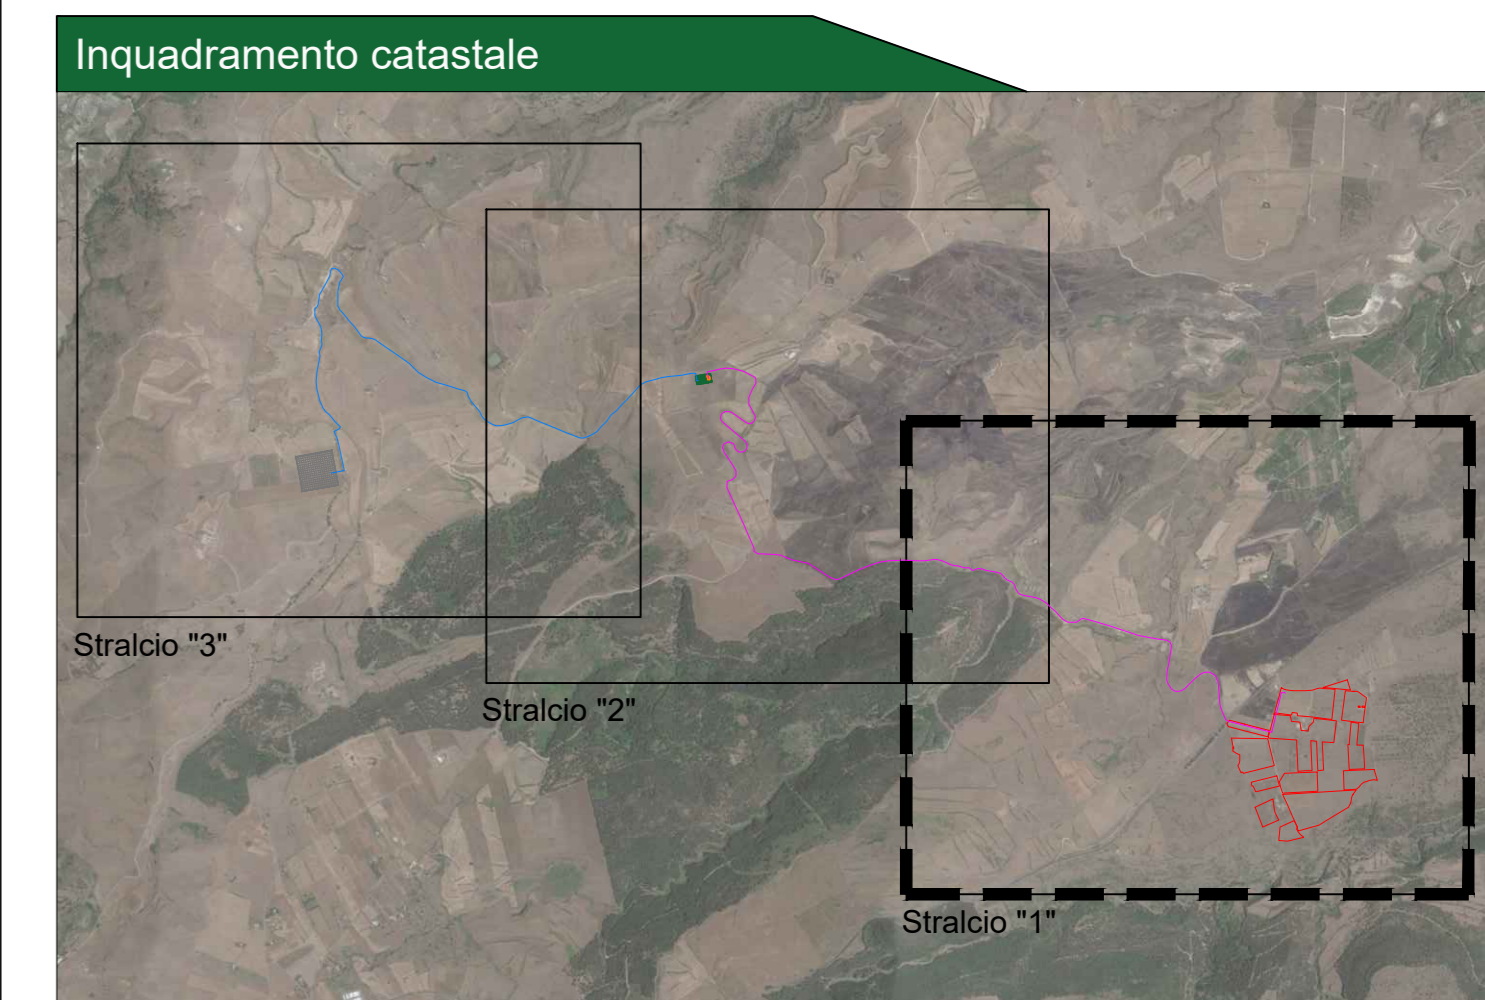 Inquadramento catastale
Stralcio "3"
Stralcio "2"
Stralcio "1"